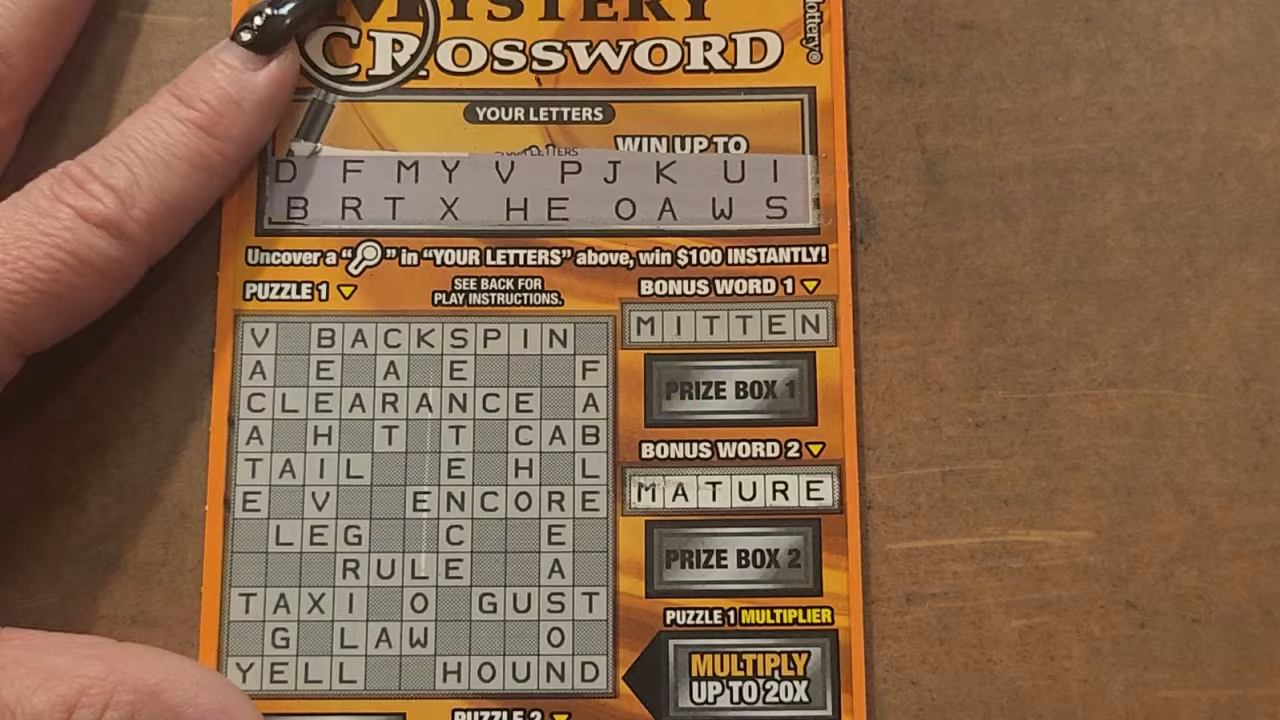 MYSTERY
CROSSWORD
lottery®
YOUR LETTERS
WIN UP TO
D F M Y V P J K U I
B R T X H E O A W S
Uncover a " " in "YOUR LETTERS" above, win $100 INSTANTLY!
PUZZLE 1
SEE BACK FOR
PLAY INSTRUCTIONS.
BONUS WORD 1
MITTEN
PRIZE BOX 1
BONUS WORD 2
MATURE
PRIZE BOX 2
PUZZLE 1 MULTIPLIER
MULTIPLY
UP TO 20X
V BACKSPIN
A E A E F
CLEARANCE A
A H T T CAB
TAIL E H L
E V ENCORE
LEG C E
RULE A
TAXI O GUST
G LAW O
YELL HOUND
PUZZLE 2